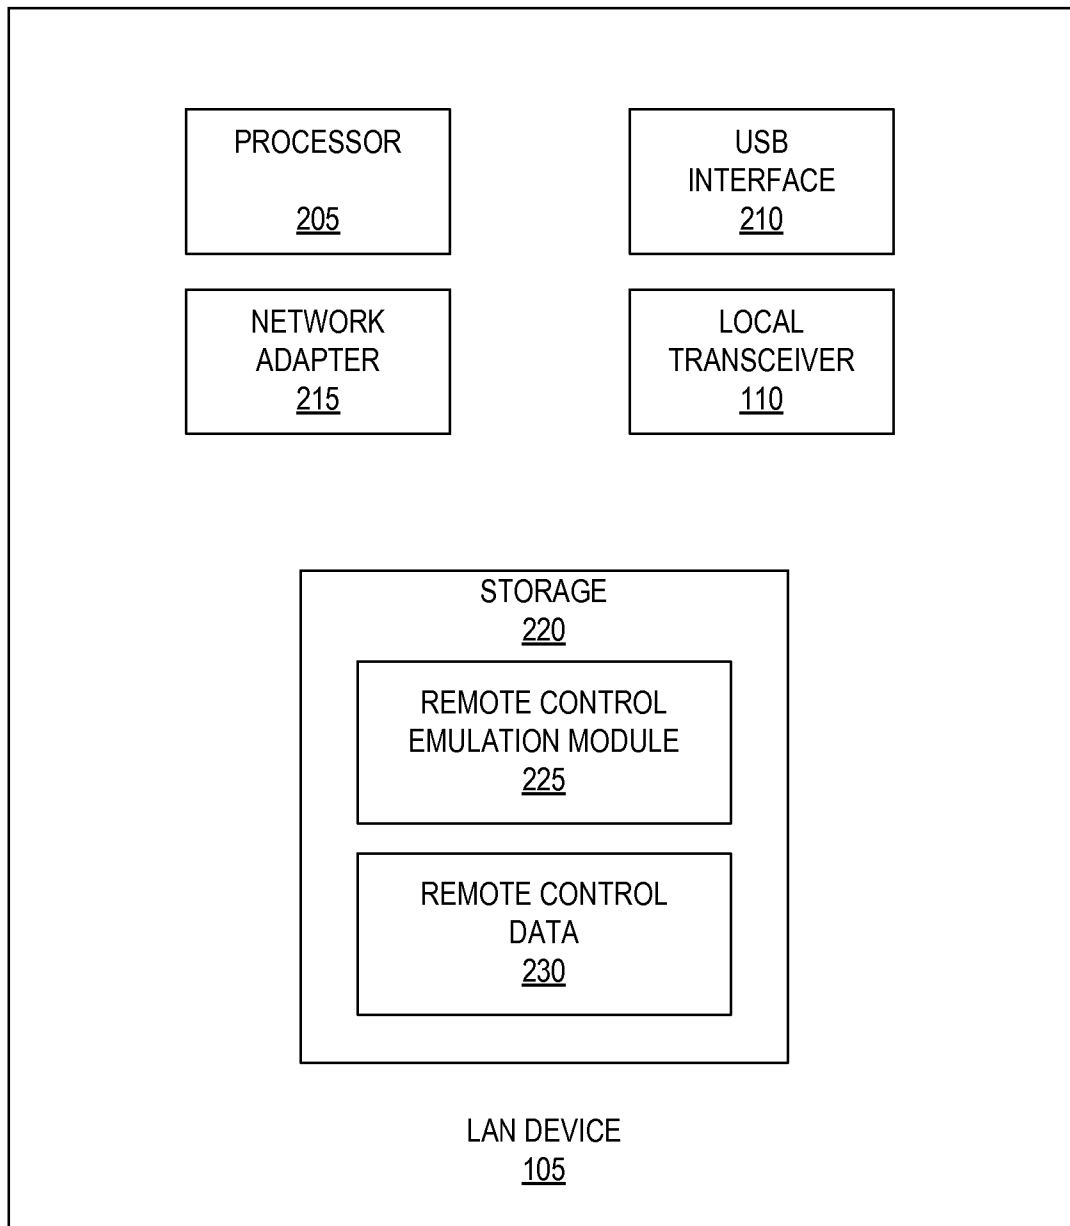 PROCESSOR
205
USB
INTERFACE
210
NETWORK
ADAPTER
215
LOCAL
TRANSCEIVER
110
STORAGE
220
REMOTE CONTROL
EMULATION MODULE
225
REMOTE CONTROL
DATA
230
LAN DEVICE
105